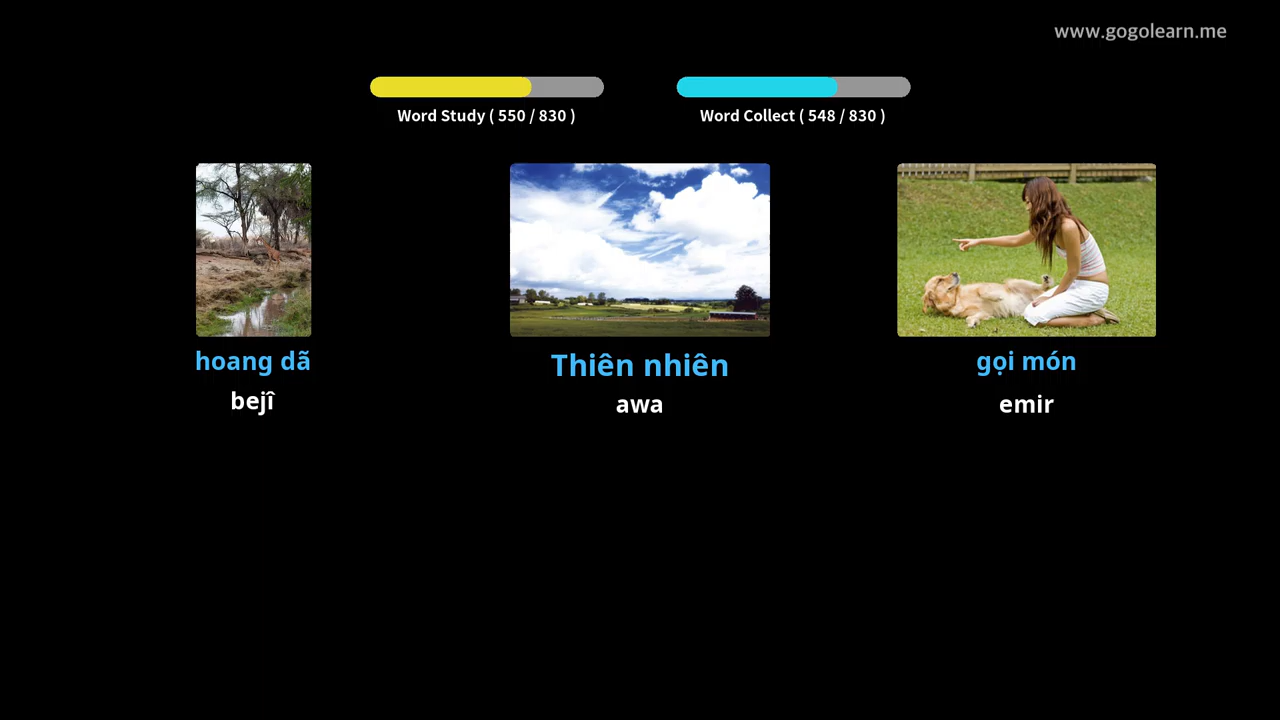 www.gogolearn.me
Word Study ( 550 / 830 )
Word Collect ( 548 / 830 )
hoang dã
Thiên nhiên
gọi món
bejî
awa
emir